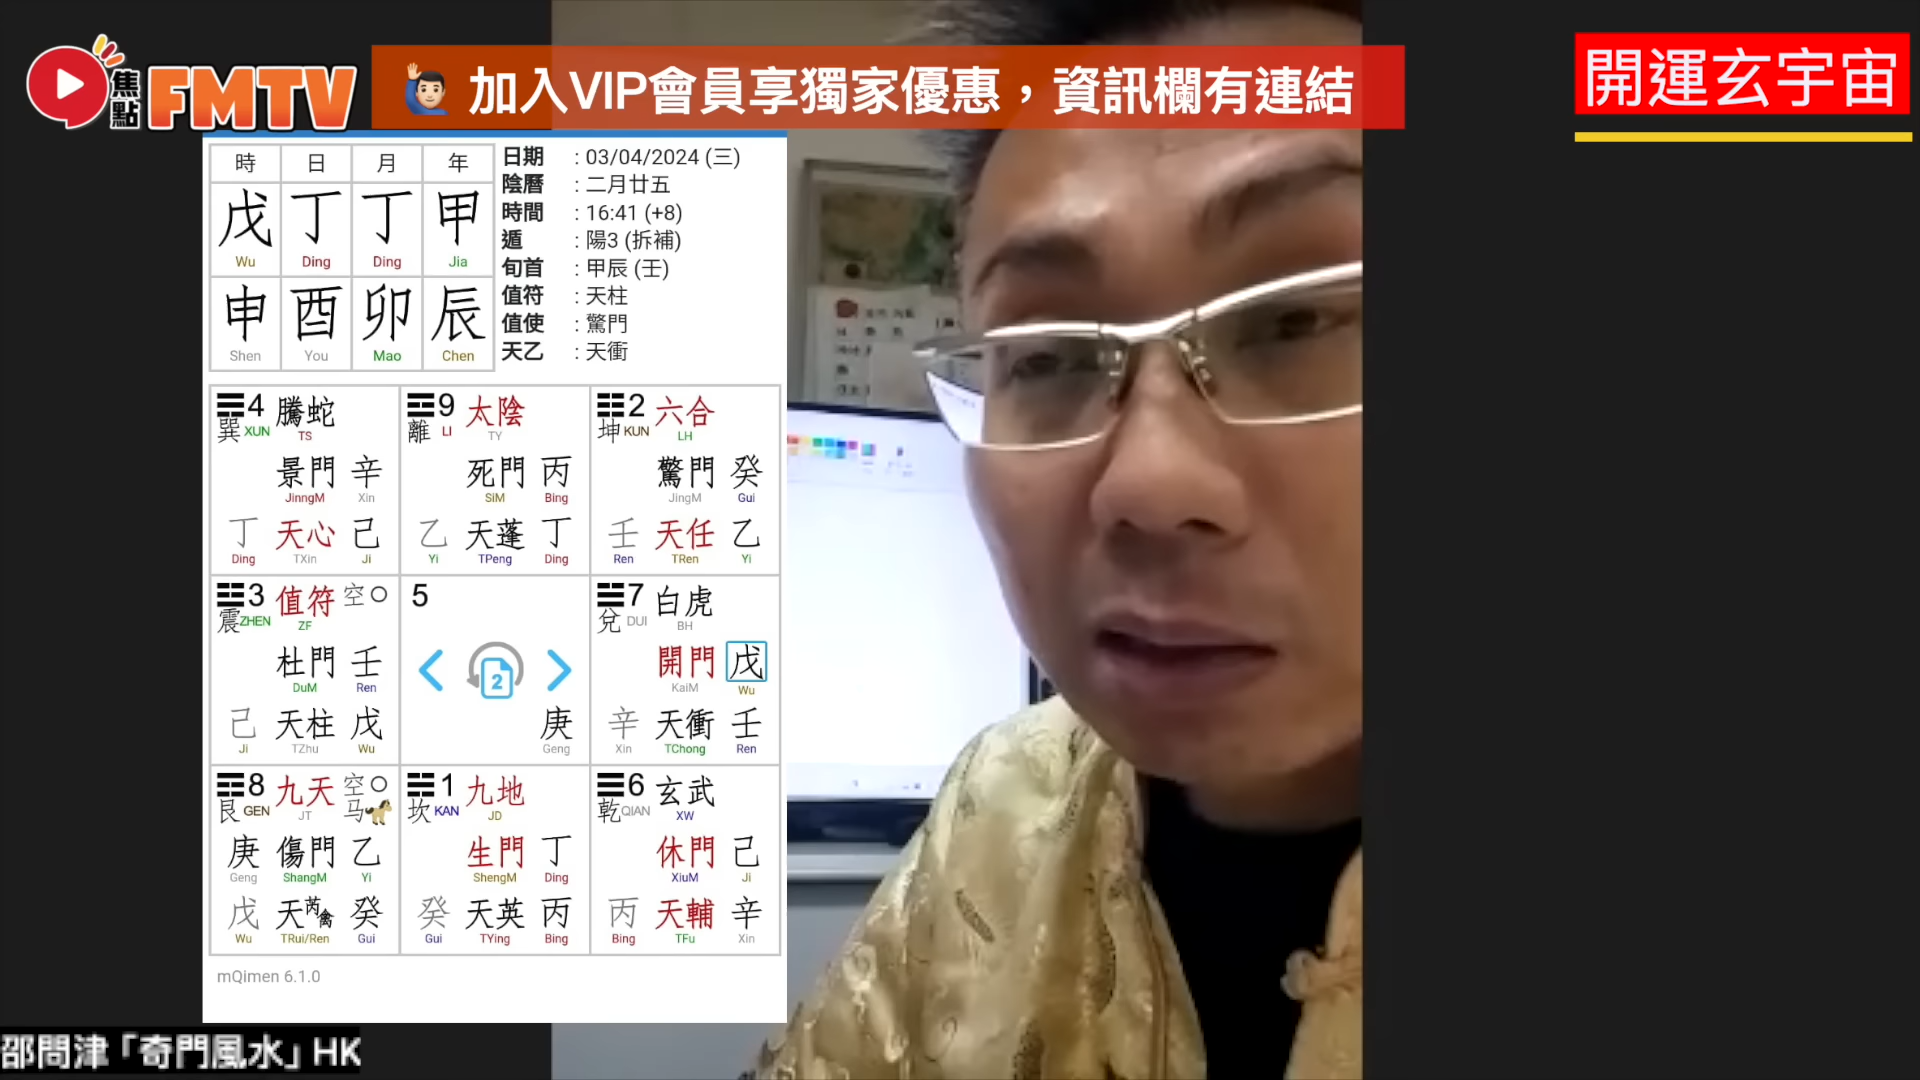 焦點 FMTV
加入VIP會員享獨家優惠，資訊欄有連結
開運玄宇宙
時 日 月 年
戊 丁 丁 甲
Wu Ding Ding Jia
申 酉 卯 辰
Shen You Mao Chen
日期 : 03/04/2024 (三)
陰曆 : 二月廿五
時間 : 16:41 (+8)
遁 : 陽3 (拆補)
旬首 : 甲辰 (壬)
值符 : 天柱
值使 : 驚門
天乙 : 天衝
4 騰蛇
巽 XUN TS
景門 辛
JinngM Xin
丁 天心 己
Ding TXin Ji
9 太陰
離 LI TY
死門 丙
SiM Bing
乙 天蓬 丁
Yi TPeng Ding
2 六合
坤 KUN LH
驚門 癸
JingM Gui
壬 天任 乙
Ren TRen Yi
3 值符 空
震 ZHEN ZF
杜門 壬
DuM Ren
己 天柱 戊
Ji TZhu Wu
5
2
庚
Geng
7 白虎
兌 DUI BH
開門 戊
KaiM Wu
辛 天衝 壬
Xin TChong Ren
8 九天 空
艮 GEN JT 马
庚 傷門 乙
Geng ShangM Yi
戊 天芮禽 癸
Wu TRui/Ren Gui
1 九地
坎 KAN JD
生門 丁
ShengM Ding
癸 天英 丙
Gui TYing Bing
6 玄武
乾 QIAN XW
休門 己
XiuM Ji
丙 天輔 辛
Bing TFu Xin
mQimen 6.1.0
邵問津「奇門風水」HK